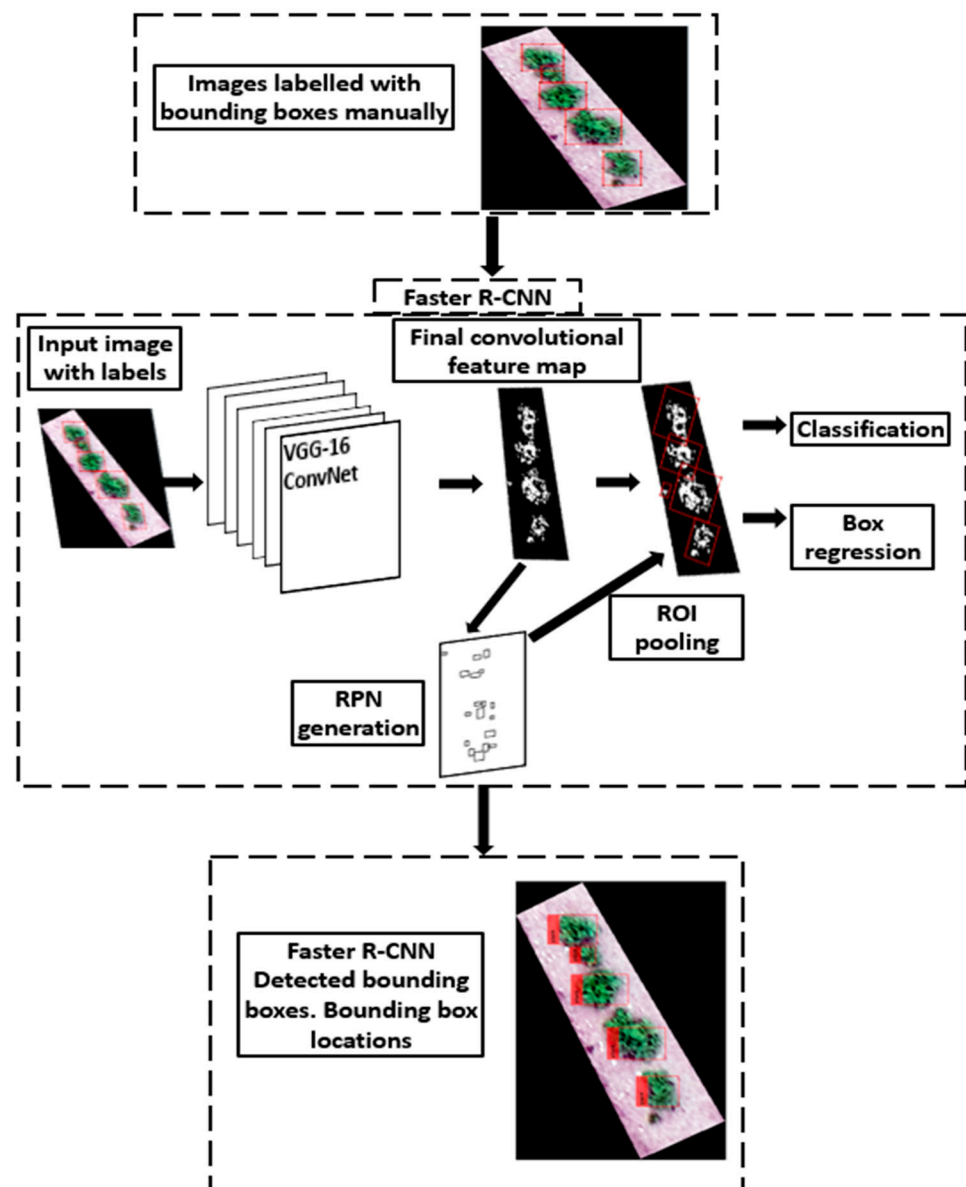 Images labelled with
bounding boxes manually
Faster R-CNN
Input image
with labels
Final convolutional
feature map
VGG-16
ConvNet
Classification
Box
regression
ROI
pooling
RPN
generation
Faster R-CNN
Detected bounding
boxes. Bounding box
locations